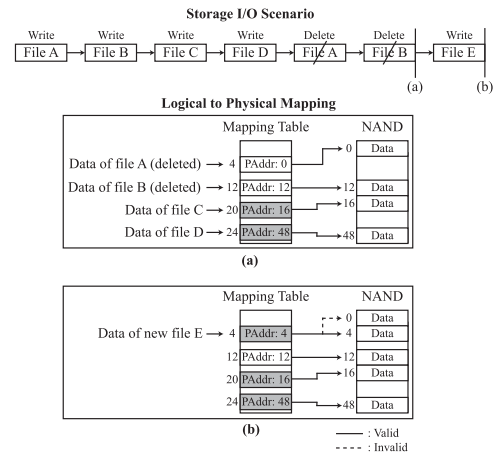 Storage I/O Scenario
Write Write Write Write Delete Delete Write
File A File B File C File D File A File B File E
(a) (b)
Logical to Physical Mapping
Mapping Table NAND
0 Data
Data of file A (deleted) 4 PAddr: 0
Data of file B (deleted) 12 PAddr: 12 12 Data
Data of file C 20 PAddr: 16 16 Data
Data of file D 24 PAddr: 48 48 Data
(a)
Mapping Table NAND
0 Data
Data of new file E 4 PAddr: 4 4 Data
12 PAddr: 12 12 Data
20 PAddr: 16 16 Data
24 PAddr: 48 48 Data
(b)
: Valid
: Invalid